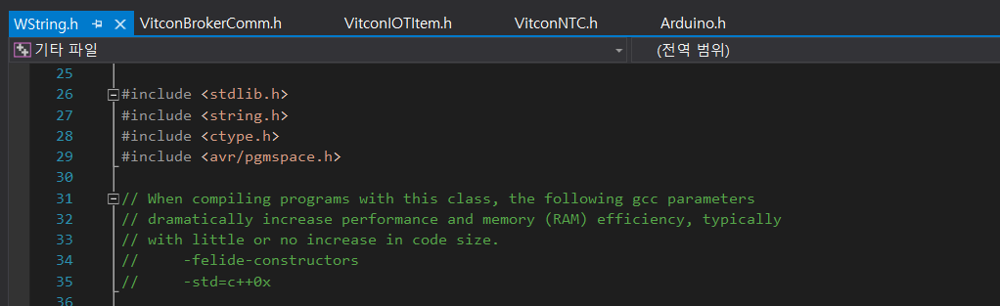 WString.h VitconBrokerComm.h VitconIOTItem.h VitconNTC.h Arduino.h
기타 파일 (전역 범위)
25
26 #include <stdlib.h>
27 #include <string.h>
28 #include <ctype.h>
29 #include <avr/pgmspace.h>
30
31 // When compiling programs with this class, the following gcc parameters
32 // dramatically increase performance and memory (RAM) efficiency, typically
33 // with little or no increase in code size.
34 //     -felide-constructors
35 //     -std=c++0x
36